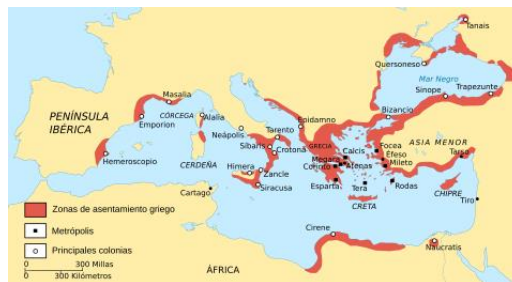 Tanais
Quersoneso
Mar Negro
Sinope
Trapezunte
Masalia
PENÍNSULA
IBÉRICA
CÓRCEGA
Alalia
Emporion
Bizancio
Epidamno
Neápolis
Tarento
Síbaris
Crotona
GRECIA
Calcis
Focea
ASIA MENOR
Éfeso
Mégara
Corinto
Atenas
Mileto
Tarso
Hemeroscopio
CERDEÑA
Hímera
Zancle
Cartago
Siracusa
Esparta
Tera
Rodas
CHIPRE
CRETA
Tiro
Cirene
Naucratis
ÁFRICA
Zonas de asentamiento griego
Metrópolis
Principales colonias
0 300 Millas
0 300 Kilómetros